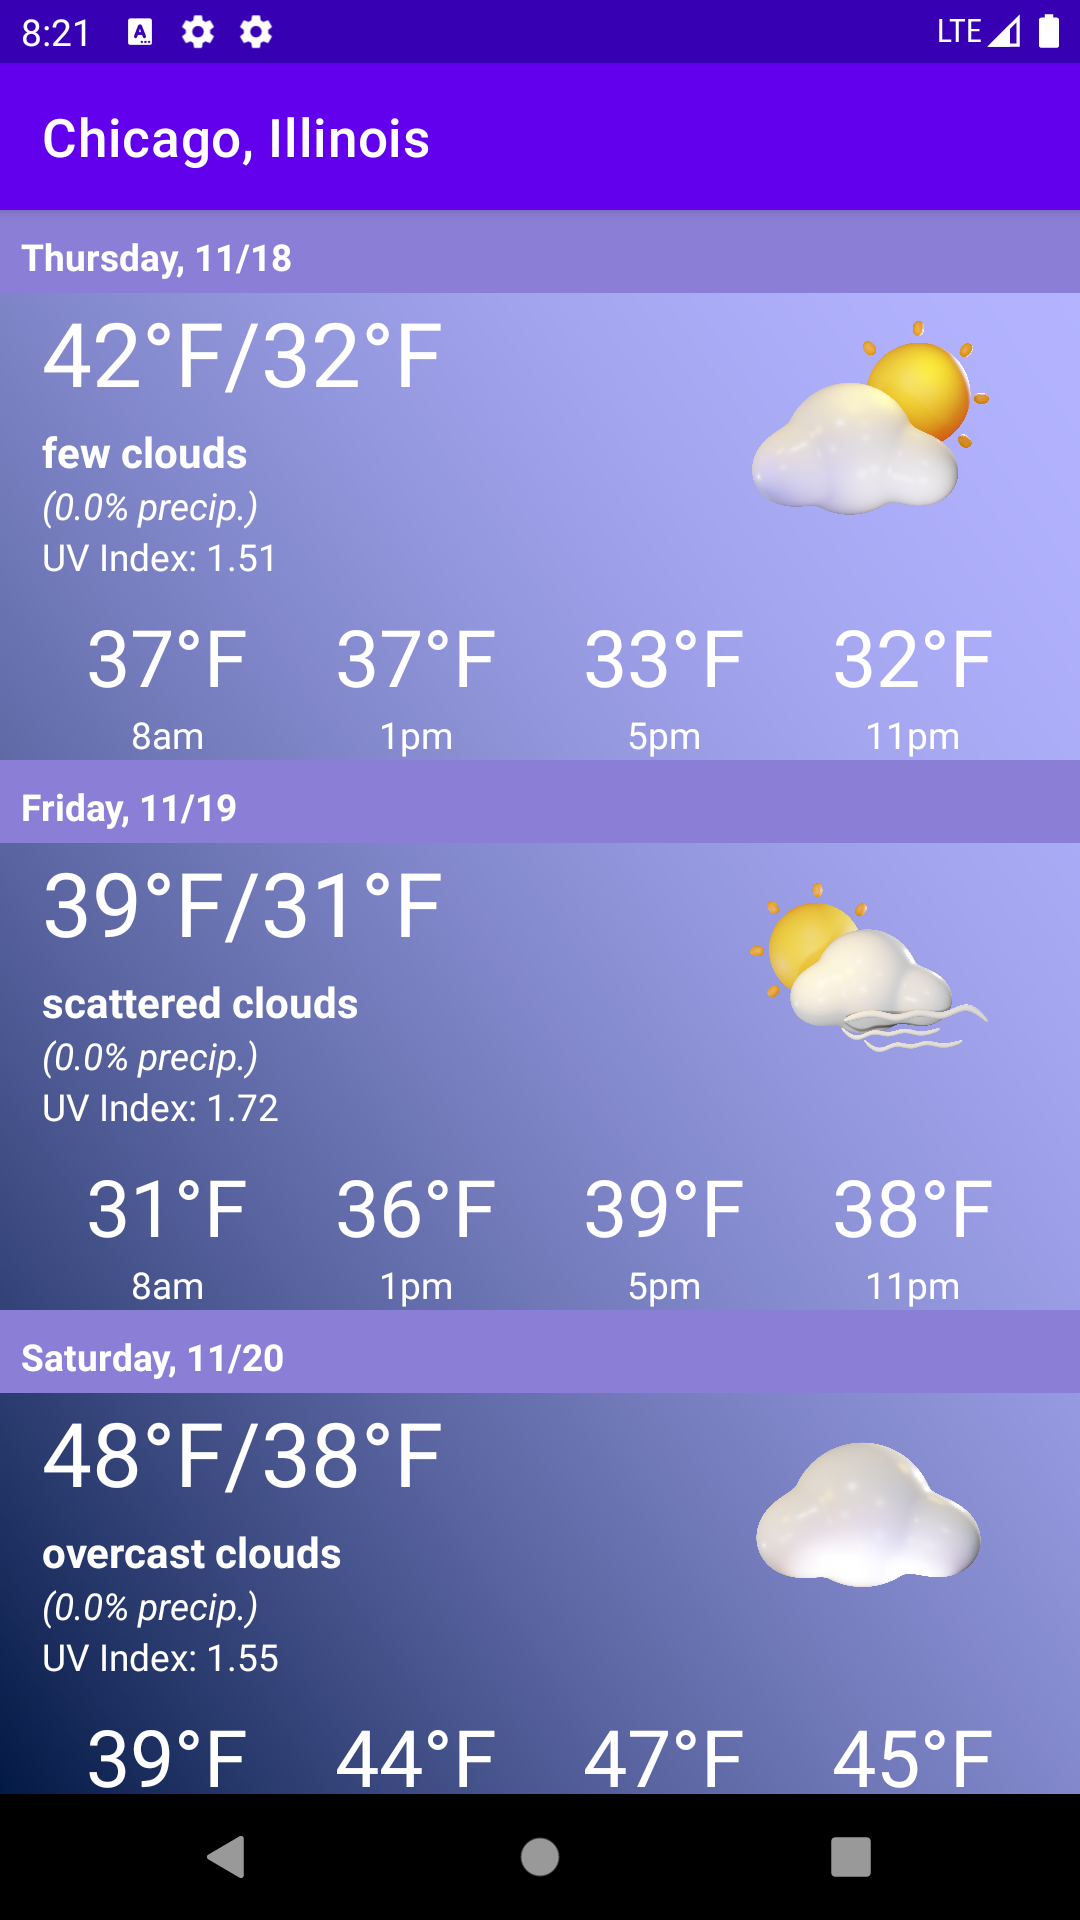 8:21 LTE
Chicago, Illinois
Thursday, 11/18
42°F/32°F
few clouds
(0.0% precip.)
UV Index: 1.51
37°F 37°F 33°F 32°F
8am 1pm 5pm 11pm
Friday, 11/19
39°F/31°F
scattered clouds
(0.0% precip.)
UV Index: 1.72
31°F 36°F 39°F 38°F
8am 1pm 5pm 11pm
Saturday, 11/20
48°F/38°F
overcast clouds
(0.0% precip.)
UV Index: 1.55
39°F 44°F 47°F 45°F